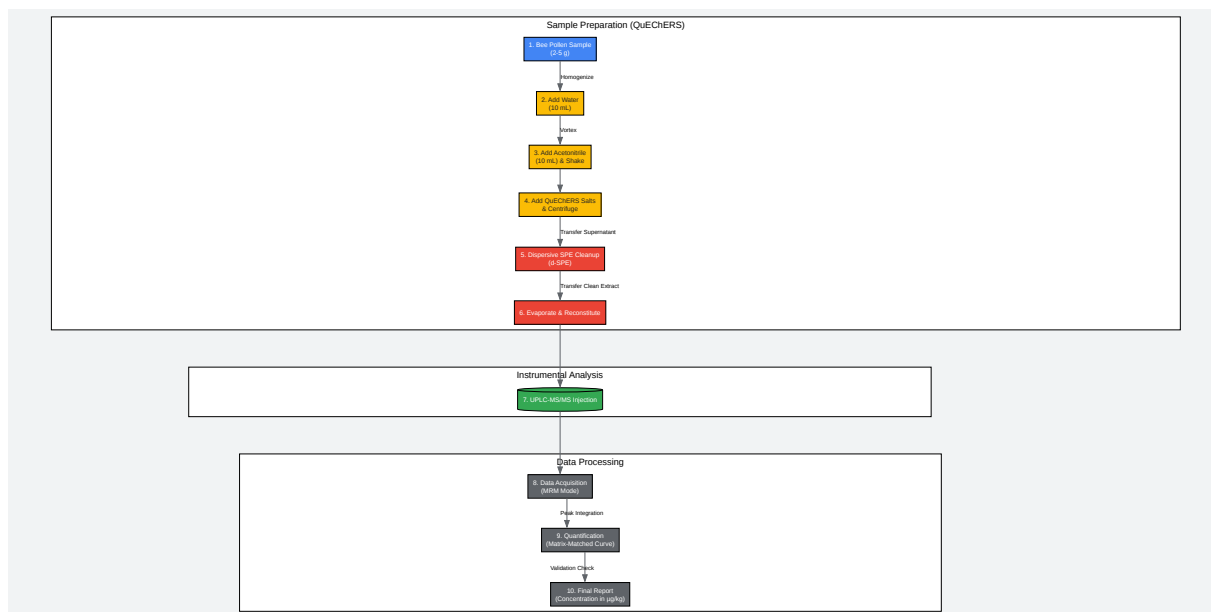 Sample Preparation (QuEChERS)
1. Bee Pollen Sample
(2-5 g)
Homogenize
2. Add Water
(10 mL)
Vortex
3. Add Acetonitrile
(10 mL) & Shake
4. Add QuEChERS Salts
& Centrifuge
Transfer Supernatant
5. Dispersive SPE Cleanup
(d-SPE)
Transfer Clean Extract
6. Evaporate & Reconstitute
Instrumental Analysis
7. UPLC-MS/MS Injection
Data Processing
8. Data Acquisition
(MRM Mode)
Peak Integration
9. Quantification
(Matrix-Matched Curve)
Validation Check
10. Final Report
(Concentration in µg/kg)